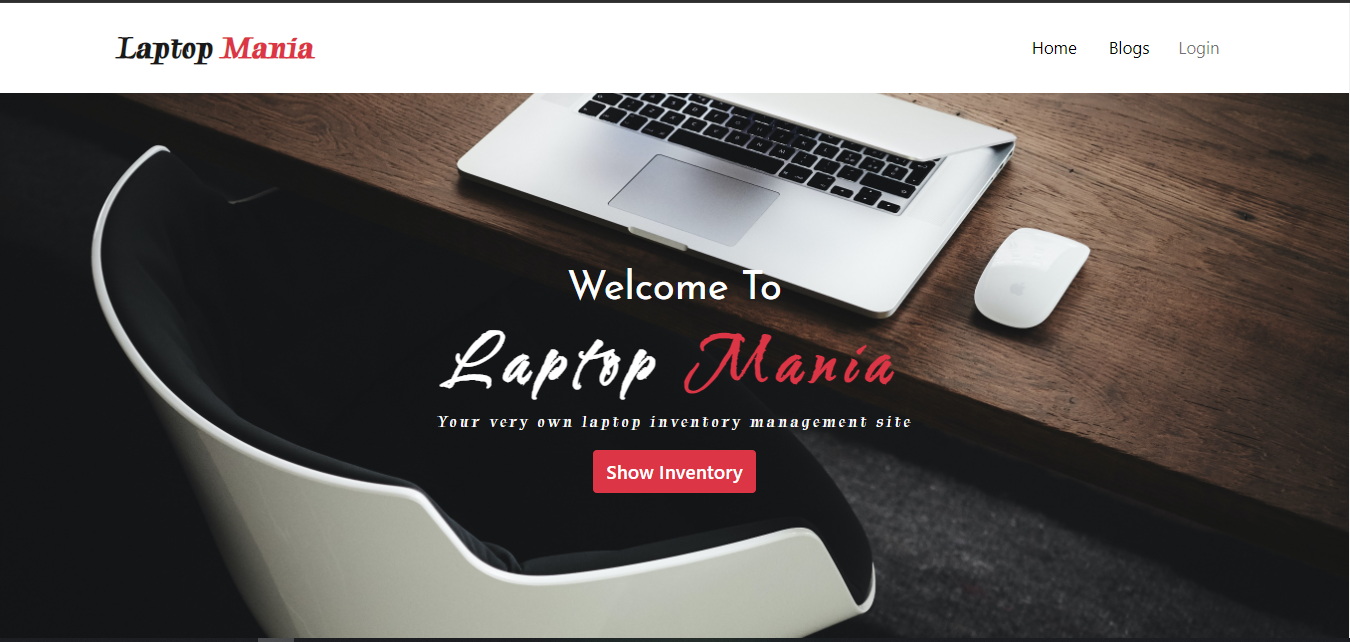 Laptop Mania
Home Blogs Login
Welcome To
Laptop Mania
Your very own laptop inventory management site
Show Inventory